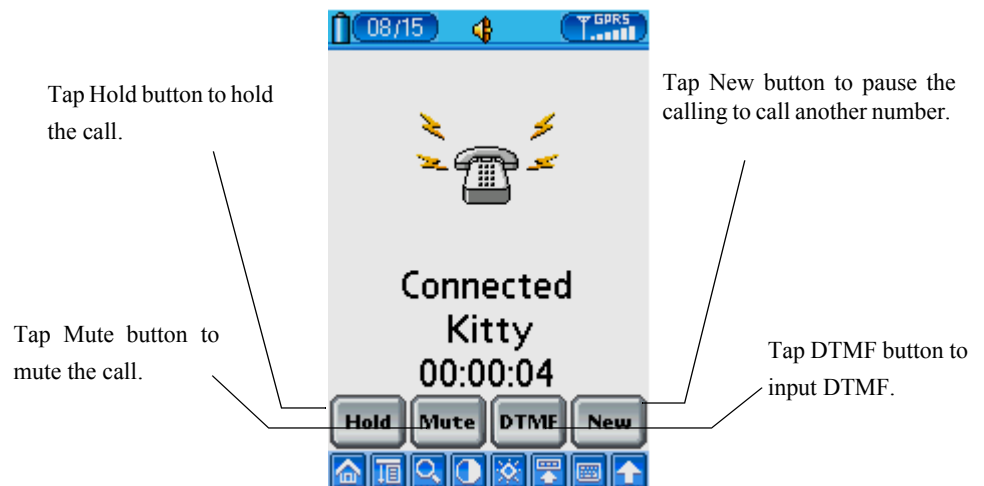 08/15
GPRS
Tap Hold button to hold
the call.
Tap New button to pause the
calling to call another number.
Connected
Kitty
00:00:04
Tap Mute button to
mute the call.
Tap DTMF button to
input DTMF.
Hold Mute DTMF New